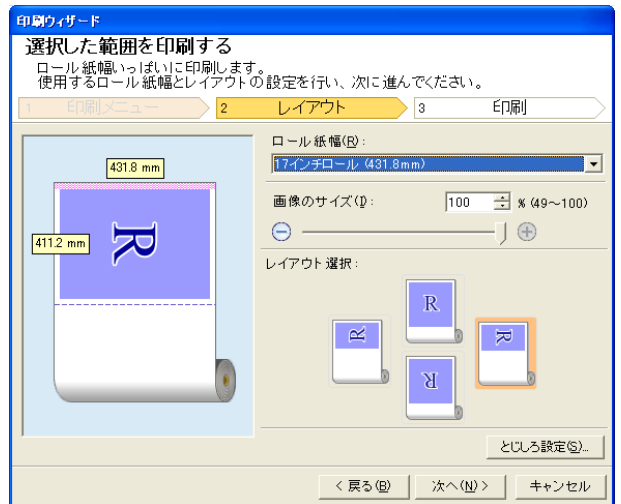 印刷ウィザード
選択した範囲を印刷する
ロール紙幅いっぱいに印刷します。
使用するロール紙幅とレイアウトの設定を行い、次に進んでください。
1 印刷メニュー 2 レイアウト 3 印刷
ロール紙幅(R):
17インチロール (431.8mm)
431.8 mm
画像のサイズ(I): 100 % (49～100)
R
411.2 mm
レイアウト選択:
R
R
R
R
とじしろ設定(S)...
< 戻る(B) 次へ(N) > キャンセル